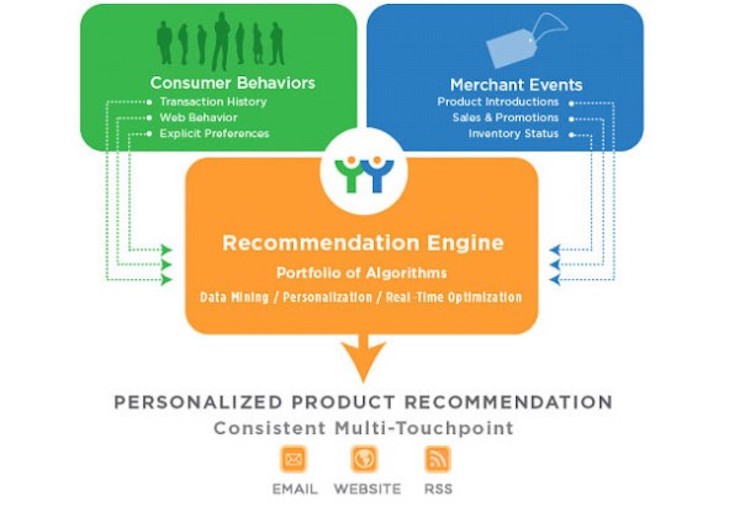 Consumer Behaviors
Transaction History
Web Behavior
Explicit Preferences
Merchant Events
Product Introductions
Sales & Promotions
Inventory Status
Recommendation Engine
Portfolio of Algorithms
Data Mining / Personalization / Real-Time Optimization
PERSONALIZED PRODUCT RECOMMENDATION
Consistent Multi-Touchpoint
EMAIL WEBSITE RSS